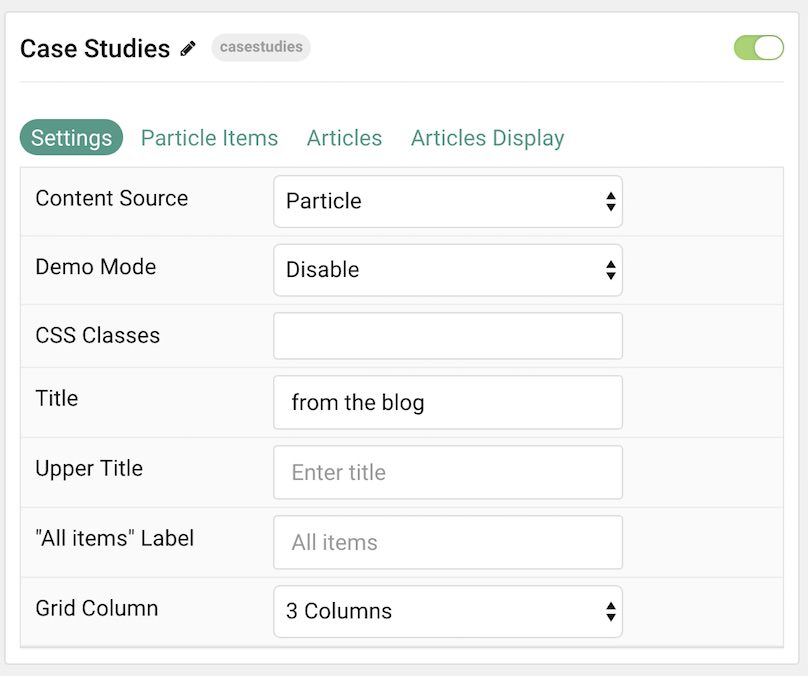 Case Studies casestudies
Settings Particle Items Articles Articles Display
Content Source Particle
Demo Mode Disable
CSS Classes
Title from the blog
Upper Title Enter title
"All items" Label All items
Grid Column 3 Columns